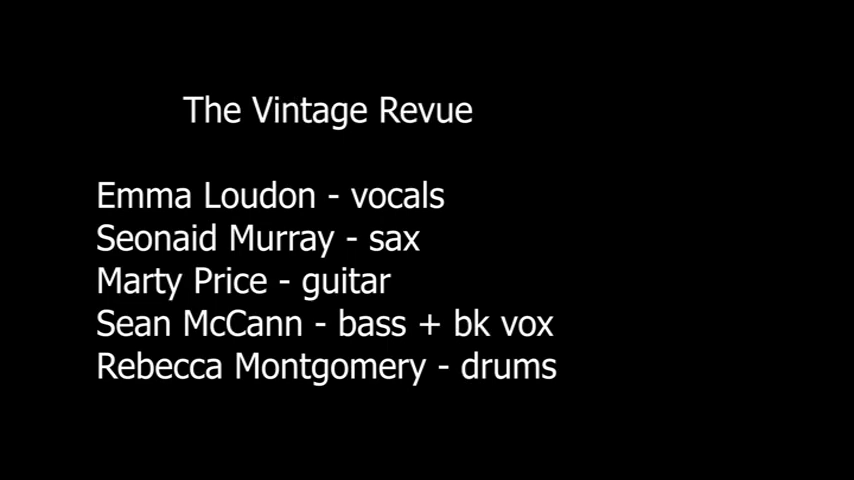 The Vintage Revue
Emma Loudon - vocals
Seonaid Murray - sax
Marty Price - guitar
Sean McCann - bass + bk vox
Rebecca Montgomery - drums